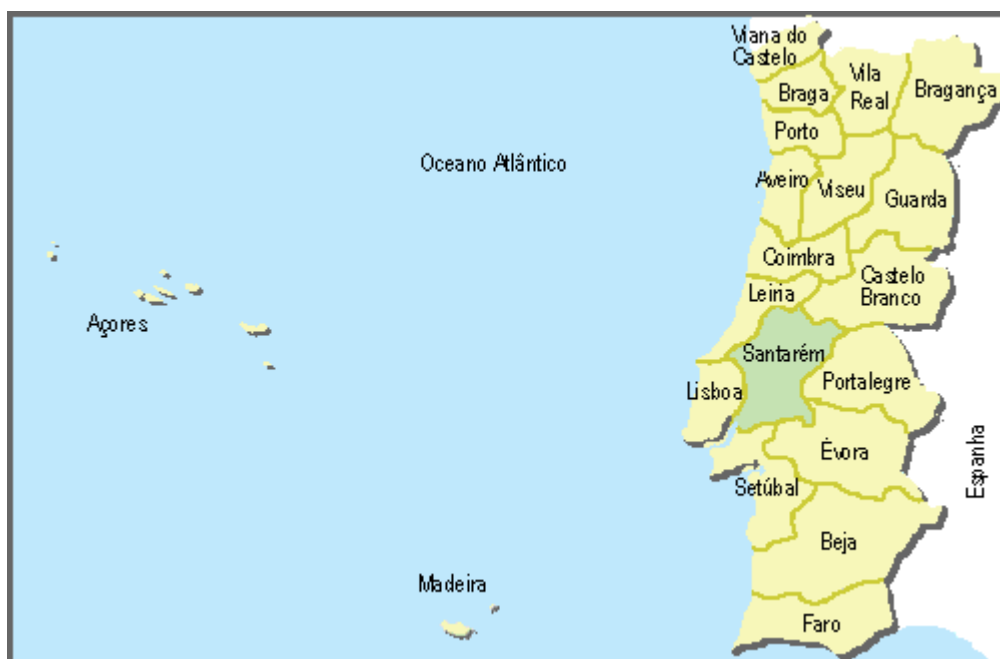 Viana do
Castelo
Vila
Real
Bragança
Braga
Porto
Oceano Atlântico
Aveiro
Viseu
Guarda
Coimbra
Castelo
Branco
Leiria
Açores
Santarém
Portalegre
Lisboa
Évora
Espanha
Setúbal
Beja
Madeira
Faro